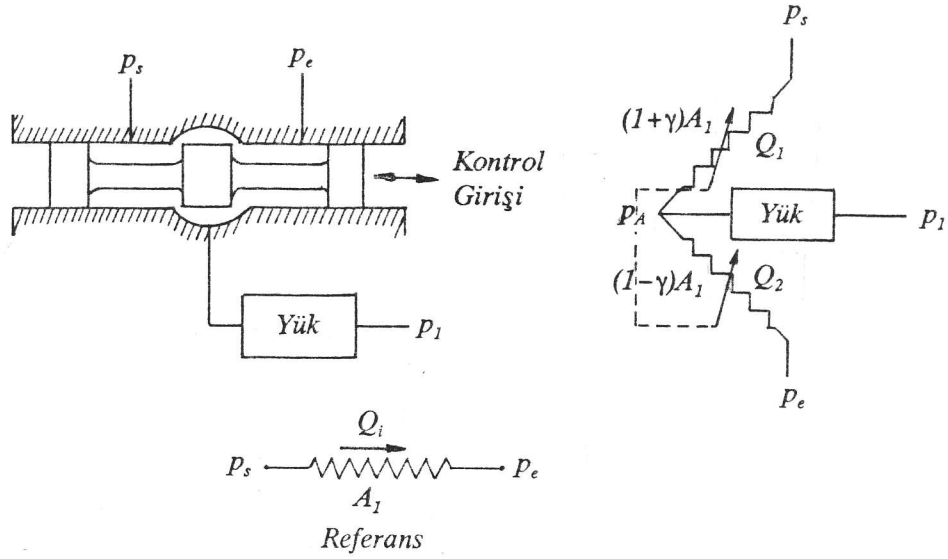 p_s
p_e
Kontrol
Girişi
Yük
p_1
p_s
(1+γ)A_1
Q_1
p_A
Yük
p_1
(1−γ)A_1
Q_2
p_e
Q_i
p_s
p_e
A_1
Referans